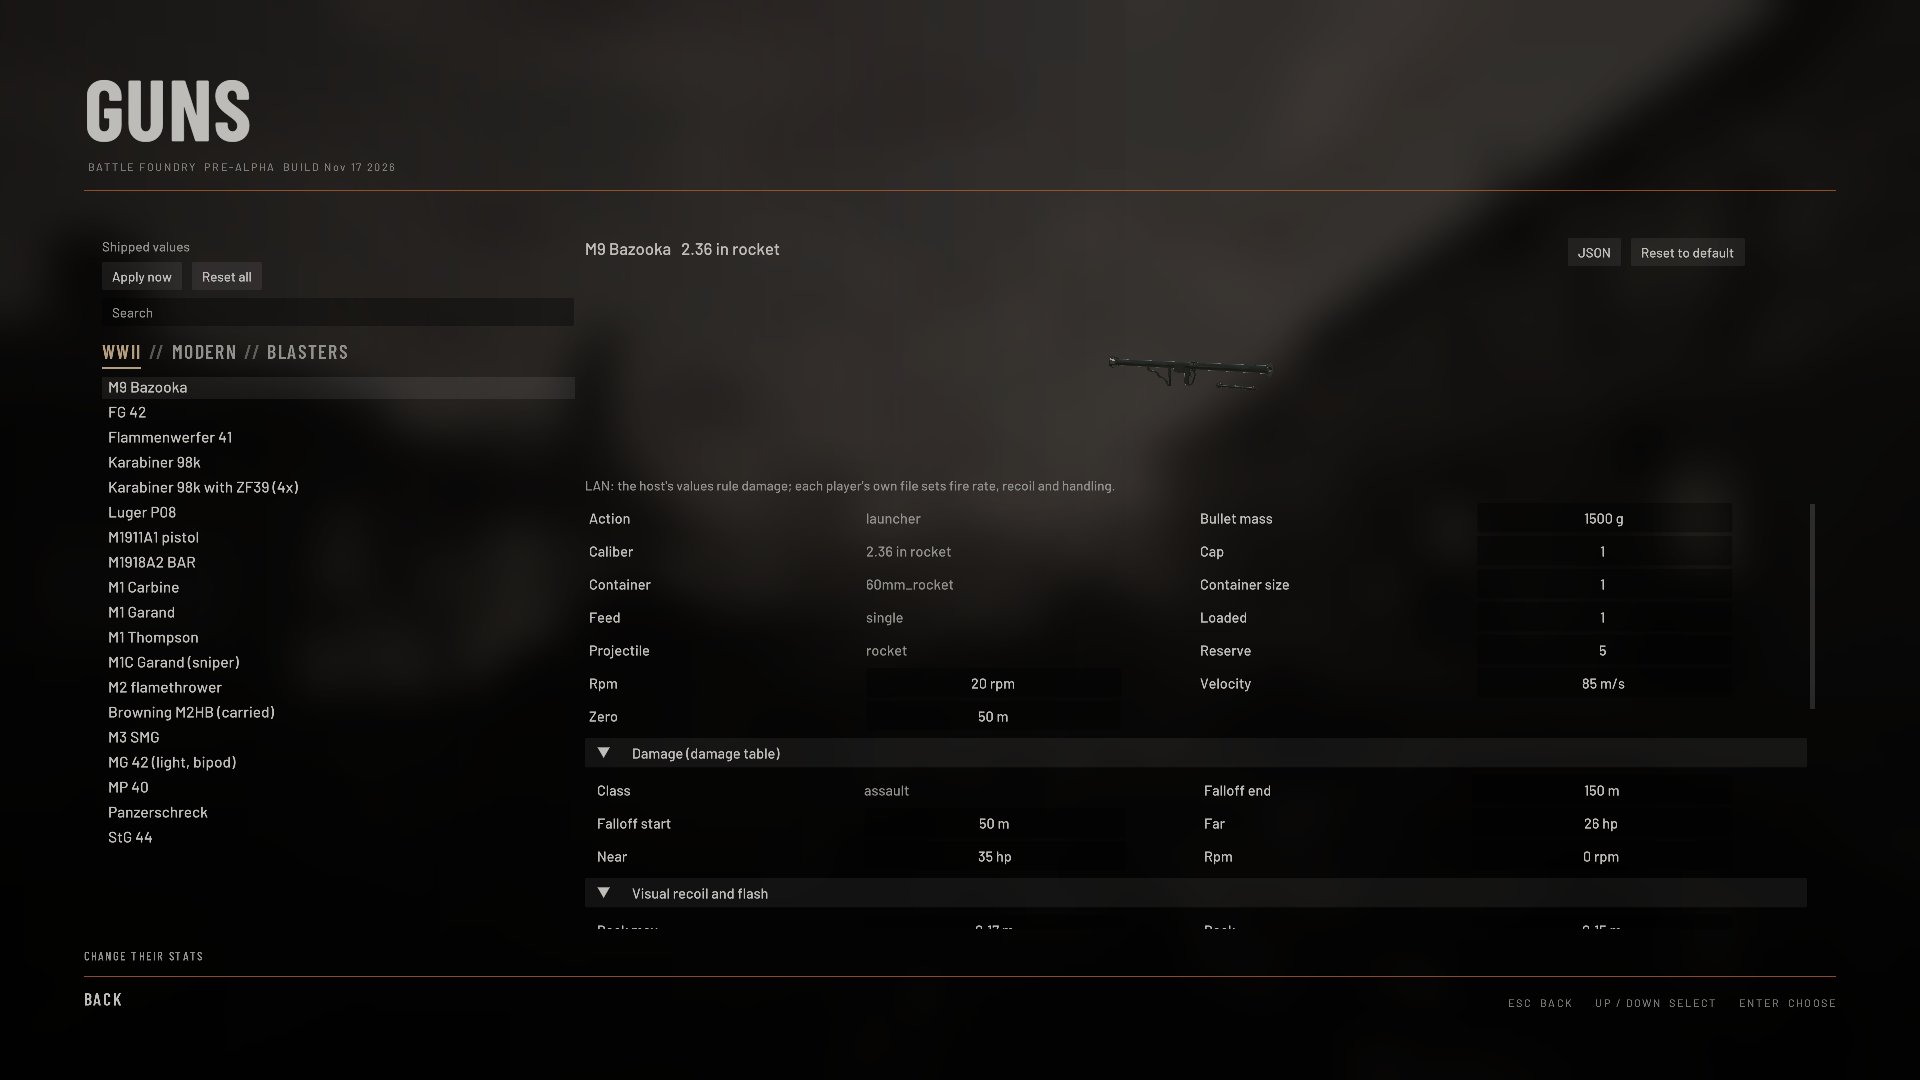 GUNS
BATTLE FOUNDRY PRE-ALPHA BUILD Nov 17 2026
Shipped values
Apply now Reset all
Search
WWII // MODERN // BLASTERS
M9 Bazooka
FG 42
Flammenwerfer 41
Karabiner 98k
Karabiner 98k with ZF39 (4x)
Luger P08
M1911A1 pistol
M1918A2 BAR
M1 Carbine
M1 Garand
M1 Thompson
M1C Garand (sniper)
M2 flamethrower
Browning M2HB (carried)
M3 SMG
MG 42 (light, bipod)
MP 40
Panzerschreck
StG 44
M9 Bazooka 2.36 in rocket
JSON Reset to default
LAN: the host's values rule damage; each player's own file sets fire rate, recoil and handling.
Action launcher Bullet mass 1500 g
Caliber 2.36 in rocket Cap 1
Container 60mm_rocket Container size 1
Feed single Loaded 1
Projectile rocket Reserve 5
Rpm 20 rpm Velocity 85 m/s
Zero 50 m
▼ Damage (damage table)
Class assault Falloff end 150 m
Falloff start 50 m Far 26 hp
Near 35 hp Rpm 0 rpm
▼ Visual recoil and flash
CHANGE THEIR STATS
BACK
ESC BACK UP / DOWN SELECT ENTER CHOOSE